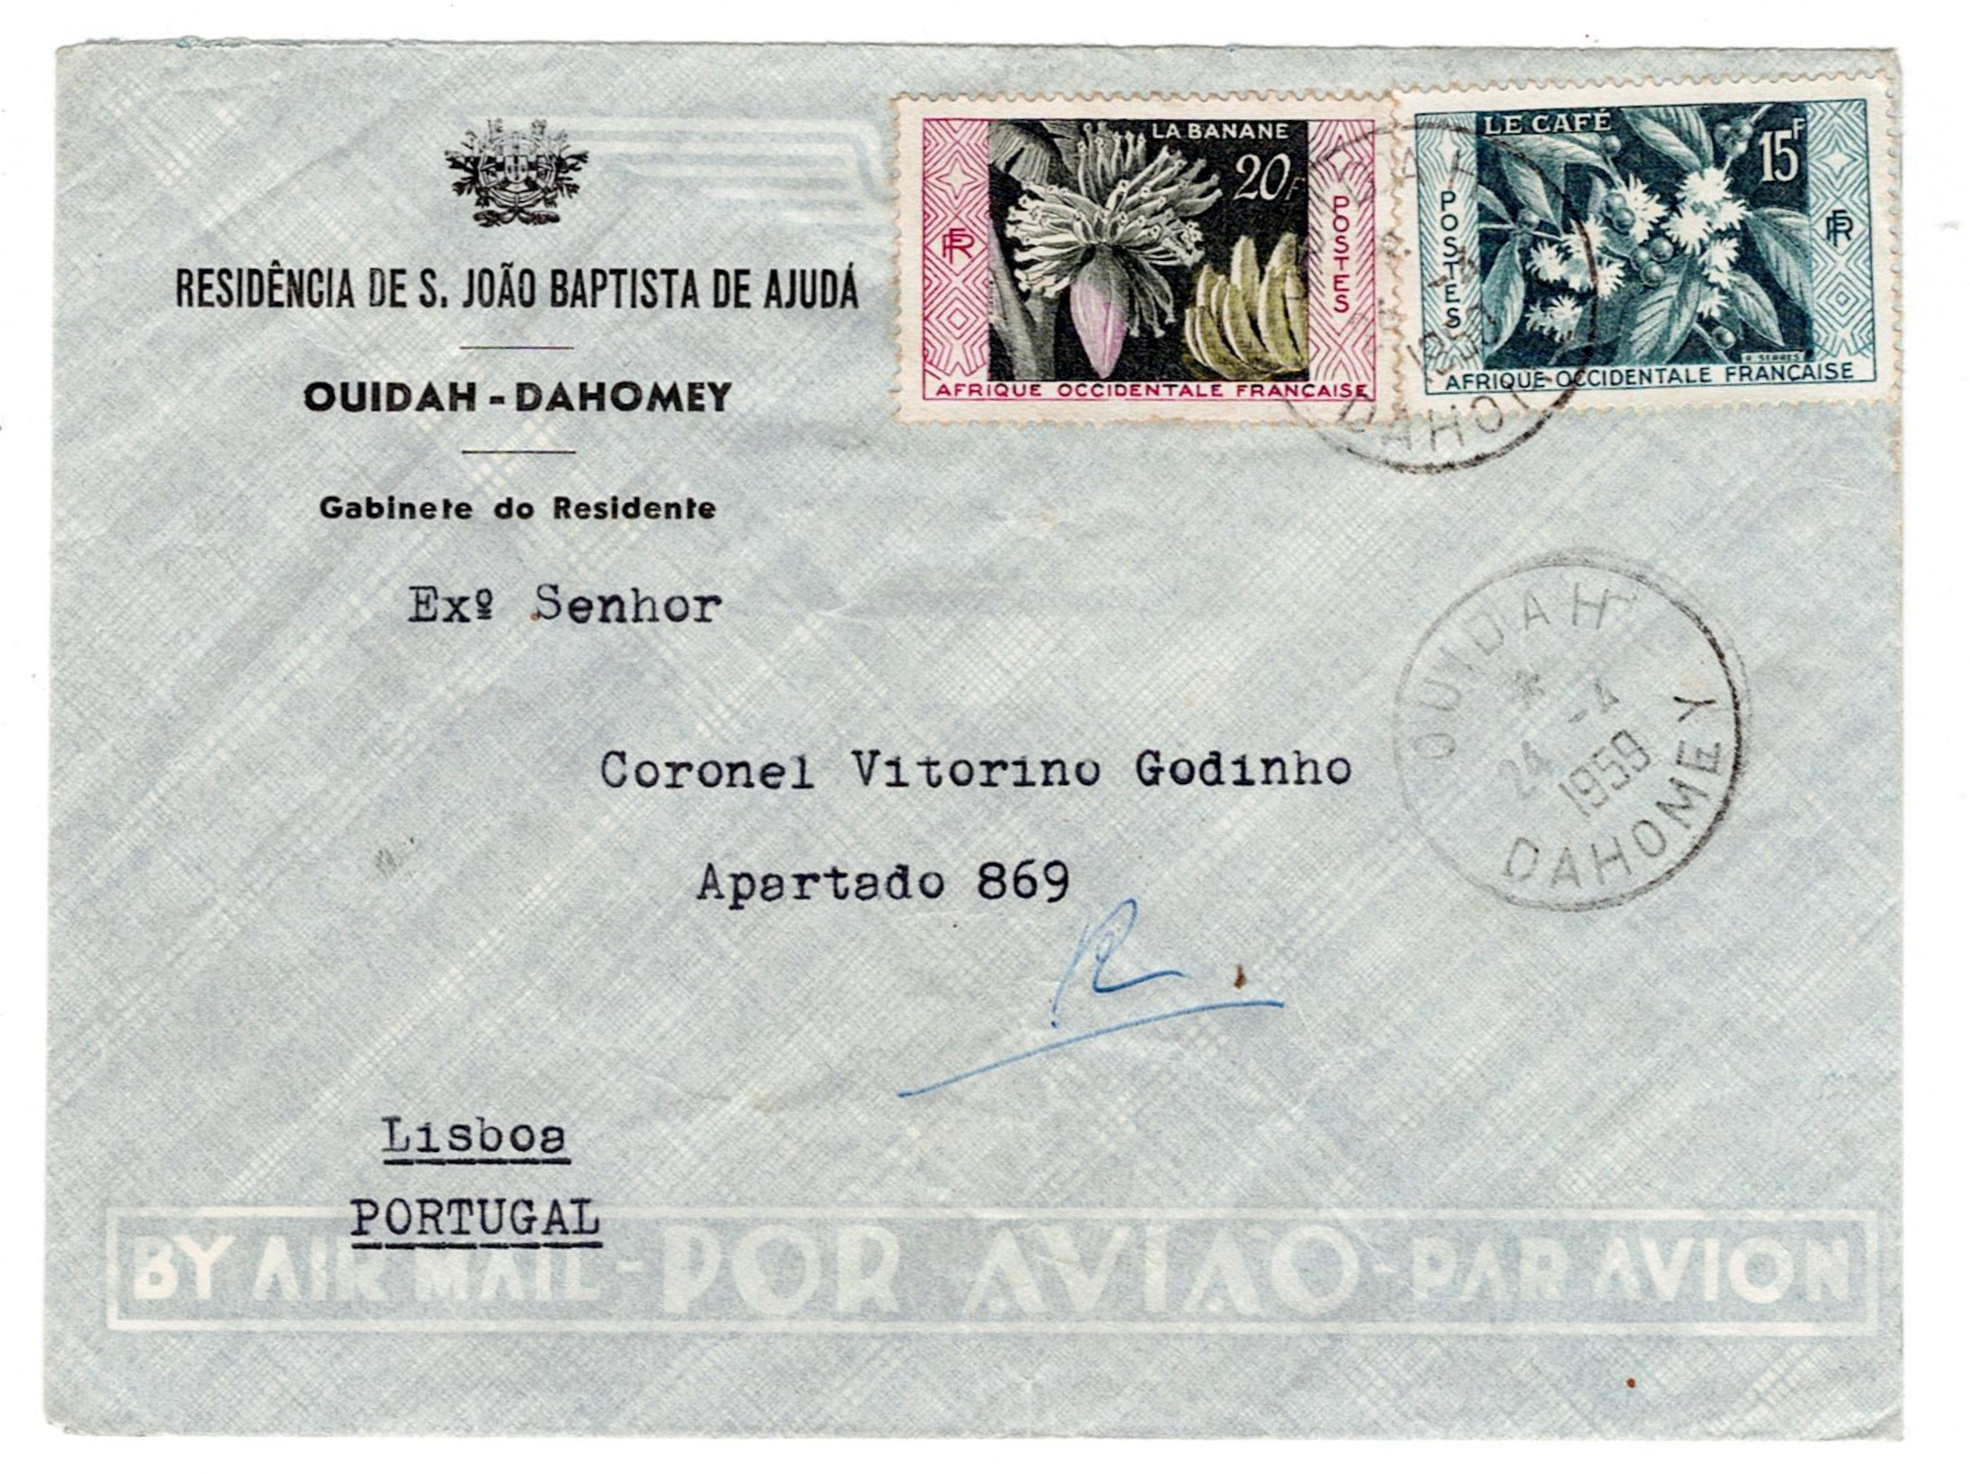 RESIDÊNCIA DE S. JOÃO BAPTISTA DE AJUDÁ
OUIDAH - DAHOMEY
Gabinete do Residente
LA BANANE
20F
RF
POSTES
AFRIQUE OCCIDENTALE FRANÇAISE
LE CAFÉ
15F
POSTES
RF
R. SERRES
AFRIQUE OCCIDENTALE FRANÇAISE
Exº Senhor
OUIDAH
*
24 -4
1959
DAHOMEY
Coronel Vitorino Godinho
Apartado 869
R
Lisboa
PORTUGAL
BY AIR MAIL - POR AVIAO - PAR AVION